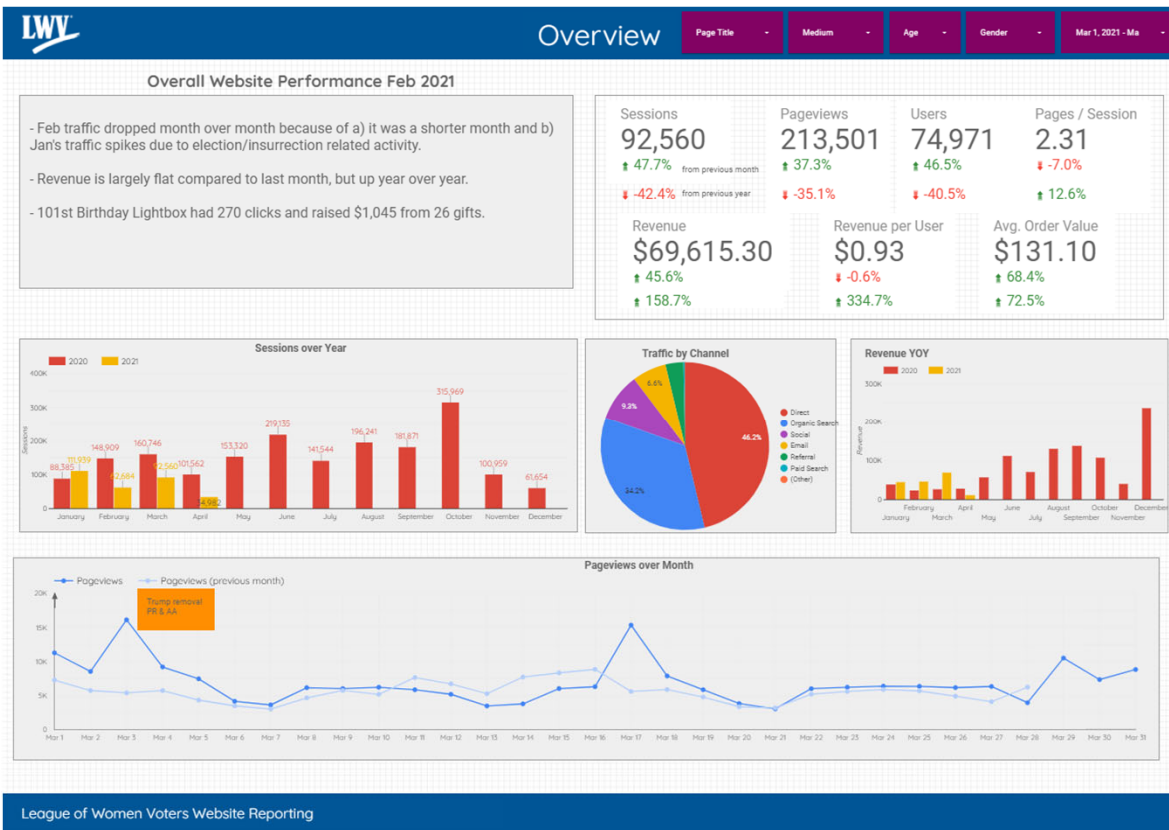 LWV
Overview
Page Title
Medium
Age
Gender
Mar 1, 2021 - Ma
Overall Website Performance Feb 2021
- Feb traffic dropped month over month because of a) it was a shorter month and b)
Jan's traffic spikes due to election/insurrection related activity.
- Revenue is largely flat compared to last month, but up year over year.
- 101st Birthday Lightbox had 270 clicks and raised $1,045 from 26 gifts.
Sessions
92,560
47.7% from previous month
-42.4% from previous year
Pageviews
213,501
37.3%
-35.1%
Users
74,971
46.5%
-40.5%
Pages / Session
2.31
-7.0%
12.6%
Revenue
$69,615.30
45.6%
158.7%
Revenue per User
$0.93
-0.6%
334.7%
Avg. Order Value
$131.10
68.4%
72.5%
Sessions over Year
2020 2021
Sessions
400K
300K
200K
100K
0
88,385 111,939 148,909 160,746 101,562 153,320 219,135 141,544 196,241 181,871 315,969 100,959 61,654
January February March April May June July August September October November December
Traffic by Channel
46.2%
34.2%
9.3%
6.6%
Direct
Organic Search
Social
Email
Referral
Paid Search
(Other)
Revenue YOY
2020 2021
Revenue
300K
200K
100K
0
January February March April May June July August September October November December
Pageviews over Month
Pageviews Pageviews (previous month)
Trump removal
PR & AA
20K
15K
10K
5K
0
Mar 1 Mar 2 Mar 3 Mar 4 Mar 5 Mar 6 Mar 7 Mar 8 Mar 9 Mar 10 Mar 11 Mar 12 Mar 13 Mar 14 Mar 15 Mar 16 Mar 17 Mar 18 Mar 19 Mar 20 Mar 21 Mar 22 Mar 23 Mar 24 Mar 25 Mar 26 Mar 27 Mar 28 Mar 29 Mar 30 Mar 31
League of Women Voters Website Reporting